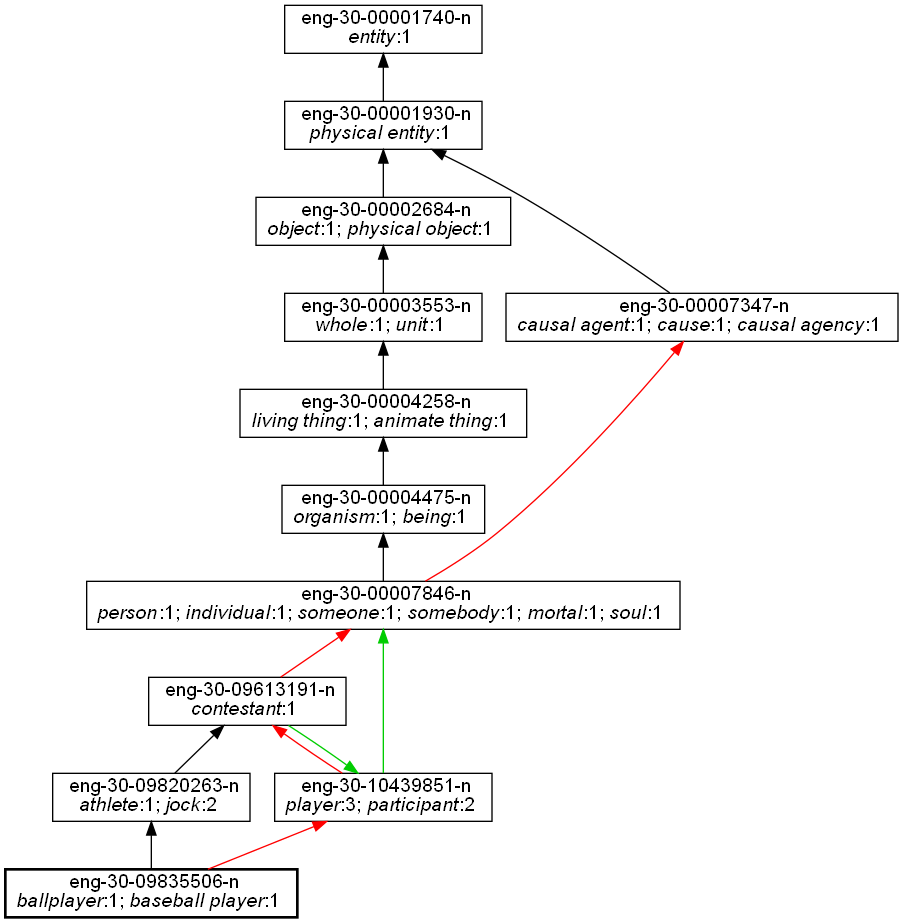 eng-30-00001740-n
entity:1
eng-30-00001930-n
physical entity:1
eng-30-00002684-n
object:1; physical object:1
eng-30-00003553-n
whole:1; unit:1
eng-30-00007347-n
causal agent:1; cause:1; causal agency:1
eng-30-00004258-n
living thing:1; animate thing:1
eng-30-00004475-n
organism:1; being:1
eng-30-00007846-n
person:1; individual:1; someone:1; somebody:1; mortal:1; soul:1
eng-30-09613191-n
contestant:1
eng-30-09820263-n
athlete:1; jock:2
eng-30-10439851-n
player:3; participant:2
eng-30-09835506-n
ballplayer:1; baseball player:1